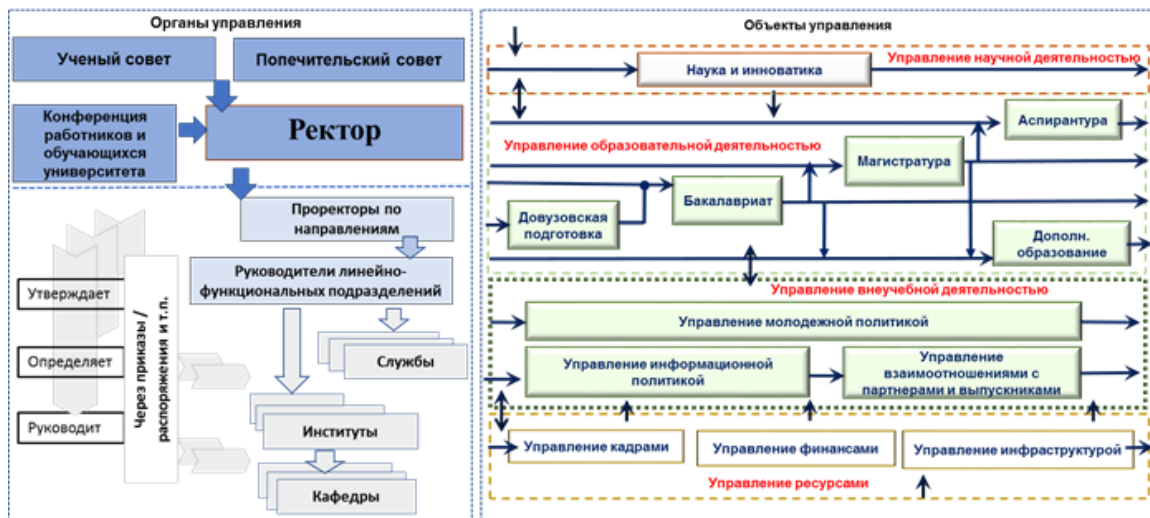 Органы управления
Ученый совет
Попечительский совет
Конференция
работников и
обучающихся
университета
Ректор
Проректоры по
направлениям
Руководители линейно-
функциональных подразделений
Утверждает
Определяет
Руководит
Через приказы /
распоряжения и т.п.
Службы
Институты
Кафедры
Объекты управления
Наука и инноватика
Управление научной деятельностью
Аспирантура
Управление образовательной деятельностью
Магистратура
Бакалавриат
Довузовская
подготовка
Дополн.
образование
Управление внеучебной деятельностью
Управление молодежной политикой
Управление информационной
политикой
Управление
взаимоотношениями с
партнерами и выпускниками
Управление кадрами
Управление финансами
Управление инфраструктурой
Управление ресурсами